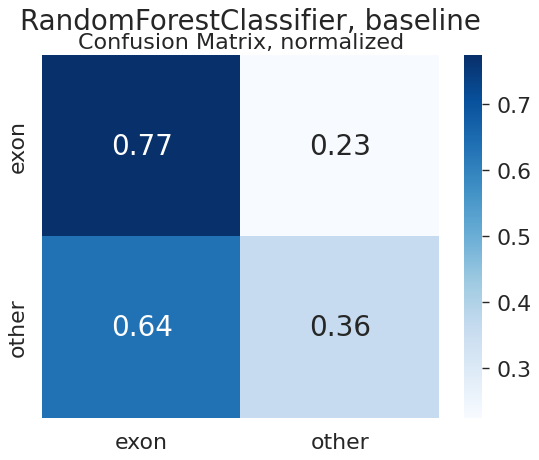 RandomForestClassifier, baseline
Confusion Matrix, normalized
exon
0.77
0.23
other
0.64
0.36
exon
other
0.7
0.6
0.5
0.4
0.3